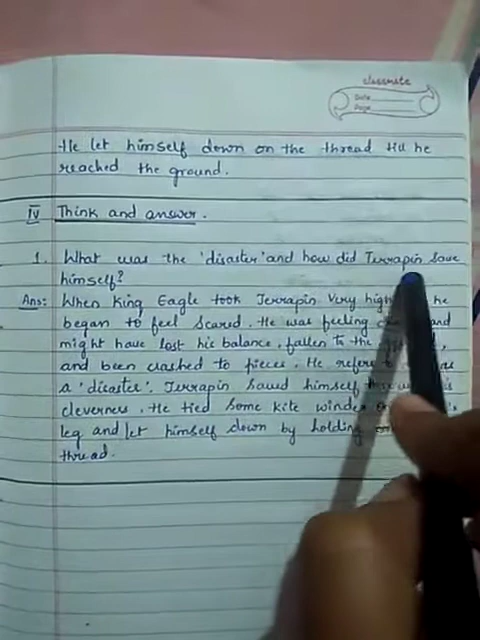 classmate
Date
Page
He let himself down on the thread till he
reached the ground.
IV Think and answer.
1. What was the 'disaster' and how did Terrapin save
himself?
Ans: When King Eagle took Terrapin very high he
began to feel scared. He was feeling and
might have lost his balance, fallen to the
and been crashed to pieces. He refers to as
a 'disaster'. Terrapin saved himself
cleverness. He tied some kite winder
leg and let himself down by holding on
thread.